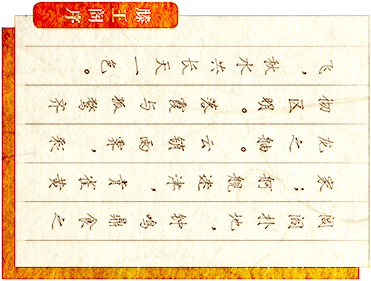 滕王阁序
闾阎扑地，钟鸣鼎食之
家；舸舰迷津，青雀黄
龙之舳。云销雨霁，彩
彻区明。落霞与孤鹜齐
飞，秋水共长天一色。